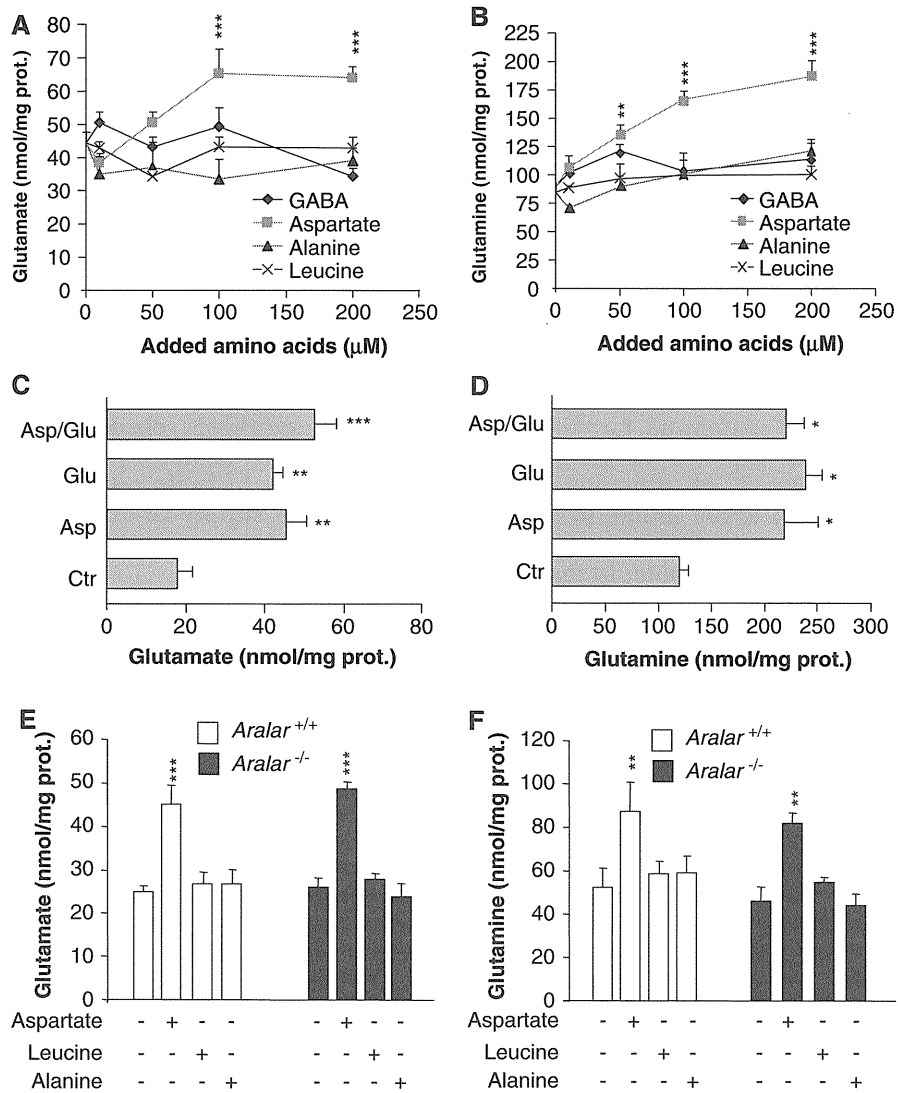 A
Glutamate (nmol/mg prot.)
80
70
60
50
40
30
20
10
0
***
***
GABA
Aspartate
Alanine
Leucine
0 50 100 150 200 250
Added amino acids (µM)
B
Glutamine (nmol/mg prot.)
225
200
175
150
125
100
75
50
25
0
**
***
***
GABA
Aspartate
Alanine
Leucine
0 50 100 150 200 250
Added amino acids (µM)
C
Asp/Glu ***
Glu **
Asp **
Ctr
0 20 40 60 80
Glutamate (nmol/mg prot.)
D
Asp/Glu *
Glu *
Asp *
Ctr
0 50 100 150 200 250 300
Glutamine (nmol/mg prot.)
E
Glutamate (nmol/mg prot.)
60
50
40
30
20
10
0
Aralar +/+
Aralar -/-
***
***
Aspartate - + - - - + - -
Leucine - - + - - - + -
Alanine - - - + - - - +
F
Glutamine (nmol/mg prot.)
120
100
80
60
40
20
0
Aralar +/+
Aralar -/-
**
**
Aspartate - + - - - + - -
Leucine - - + - - - + -
Alanine - - - + - - - +